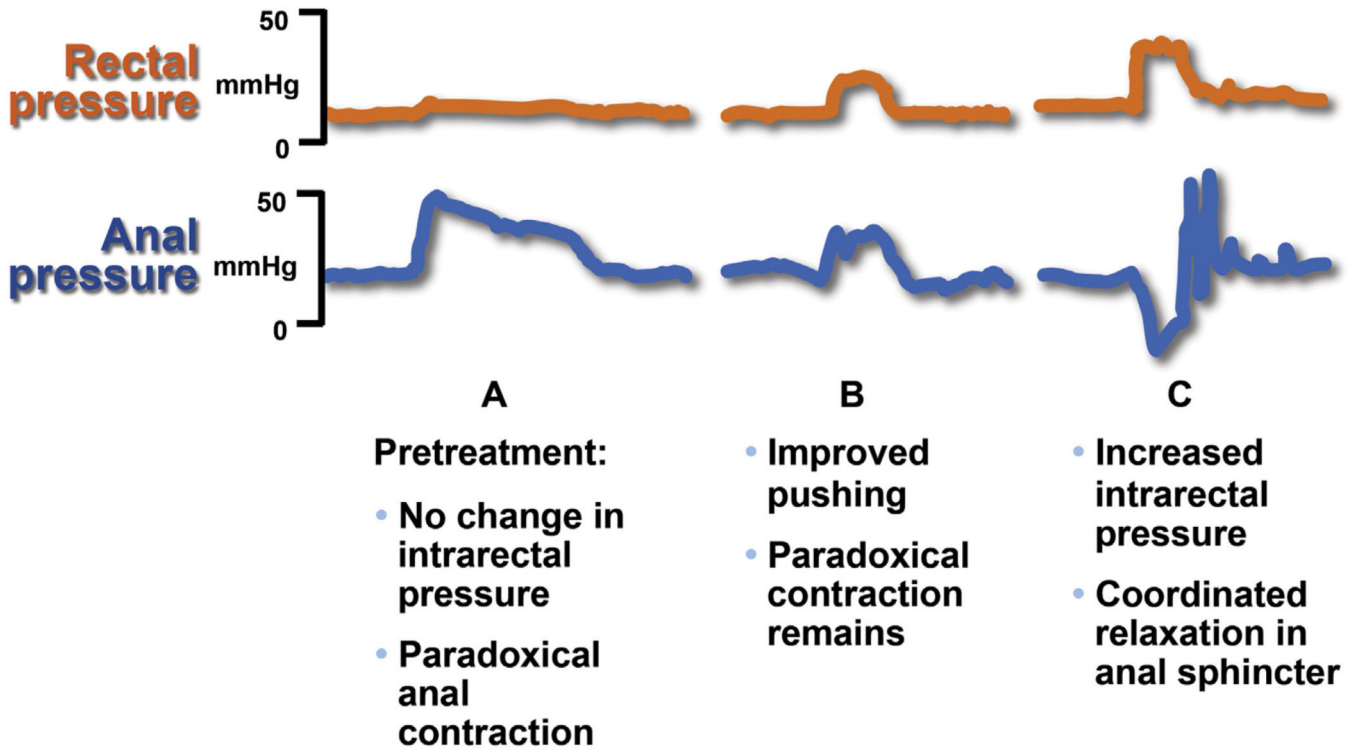 Rectal
pressure
50
mmHg
0
Anal
pressure
50
mmHg
0
A
Pretreatment:
• No change in
intrarectal
pressure
• Paradoxical
anal
contraction
B
• Improved
pushing
• Paradoxical
contraction
remains
C
• Increased
intrarectal
pressure
• Coordinated
relaxation in
anal sphincter